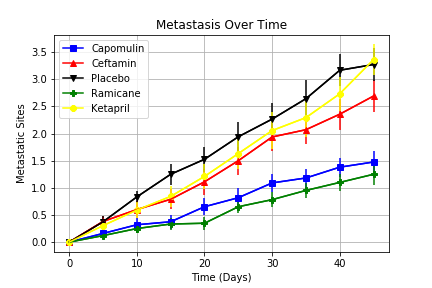 Metastasis Over Time
Metastatic Sites
3.5
3.0
2.5
2.0
1.5
1.0
0.5
0.0
Capomulin
Ceftamin
Placebo
Ramicane
Ketapril
0 10 20 30 40
Time (Days)